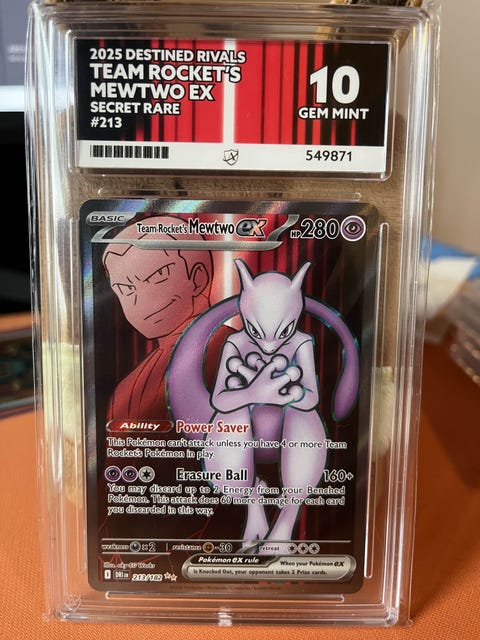 2025 DESTINED RIVALS
TEAM ROCKET'S
MEWTWO EX
SECRET RARE
#213
10
GEM MINT
549871
BASIC
Team Rocket's Mewtwo ex
HP 280
Ability Power Saver
This Pokémon can't attack unless you have 4 or more Team
Rocket's Pokémon in play.
Erasure Ball 160+
You may discard up to 2 Energy from your Benched
Pokémon. This attack does 60 more damage for each card
you discarded in this way.
weakness ×2 resistance -30 retreat
Pokémon ex rule
When your Pokémon ex
is Knocked Out, your opponent takes 2 Prize cards.
Illus.
DRI EN 213/182